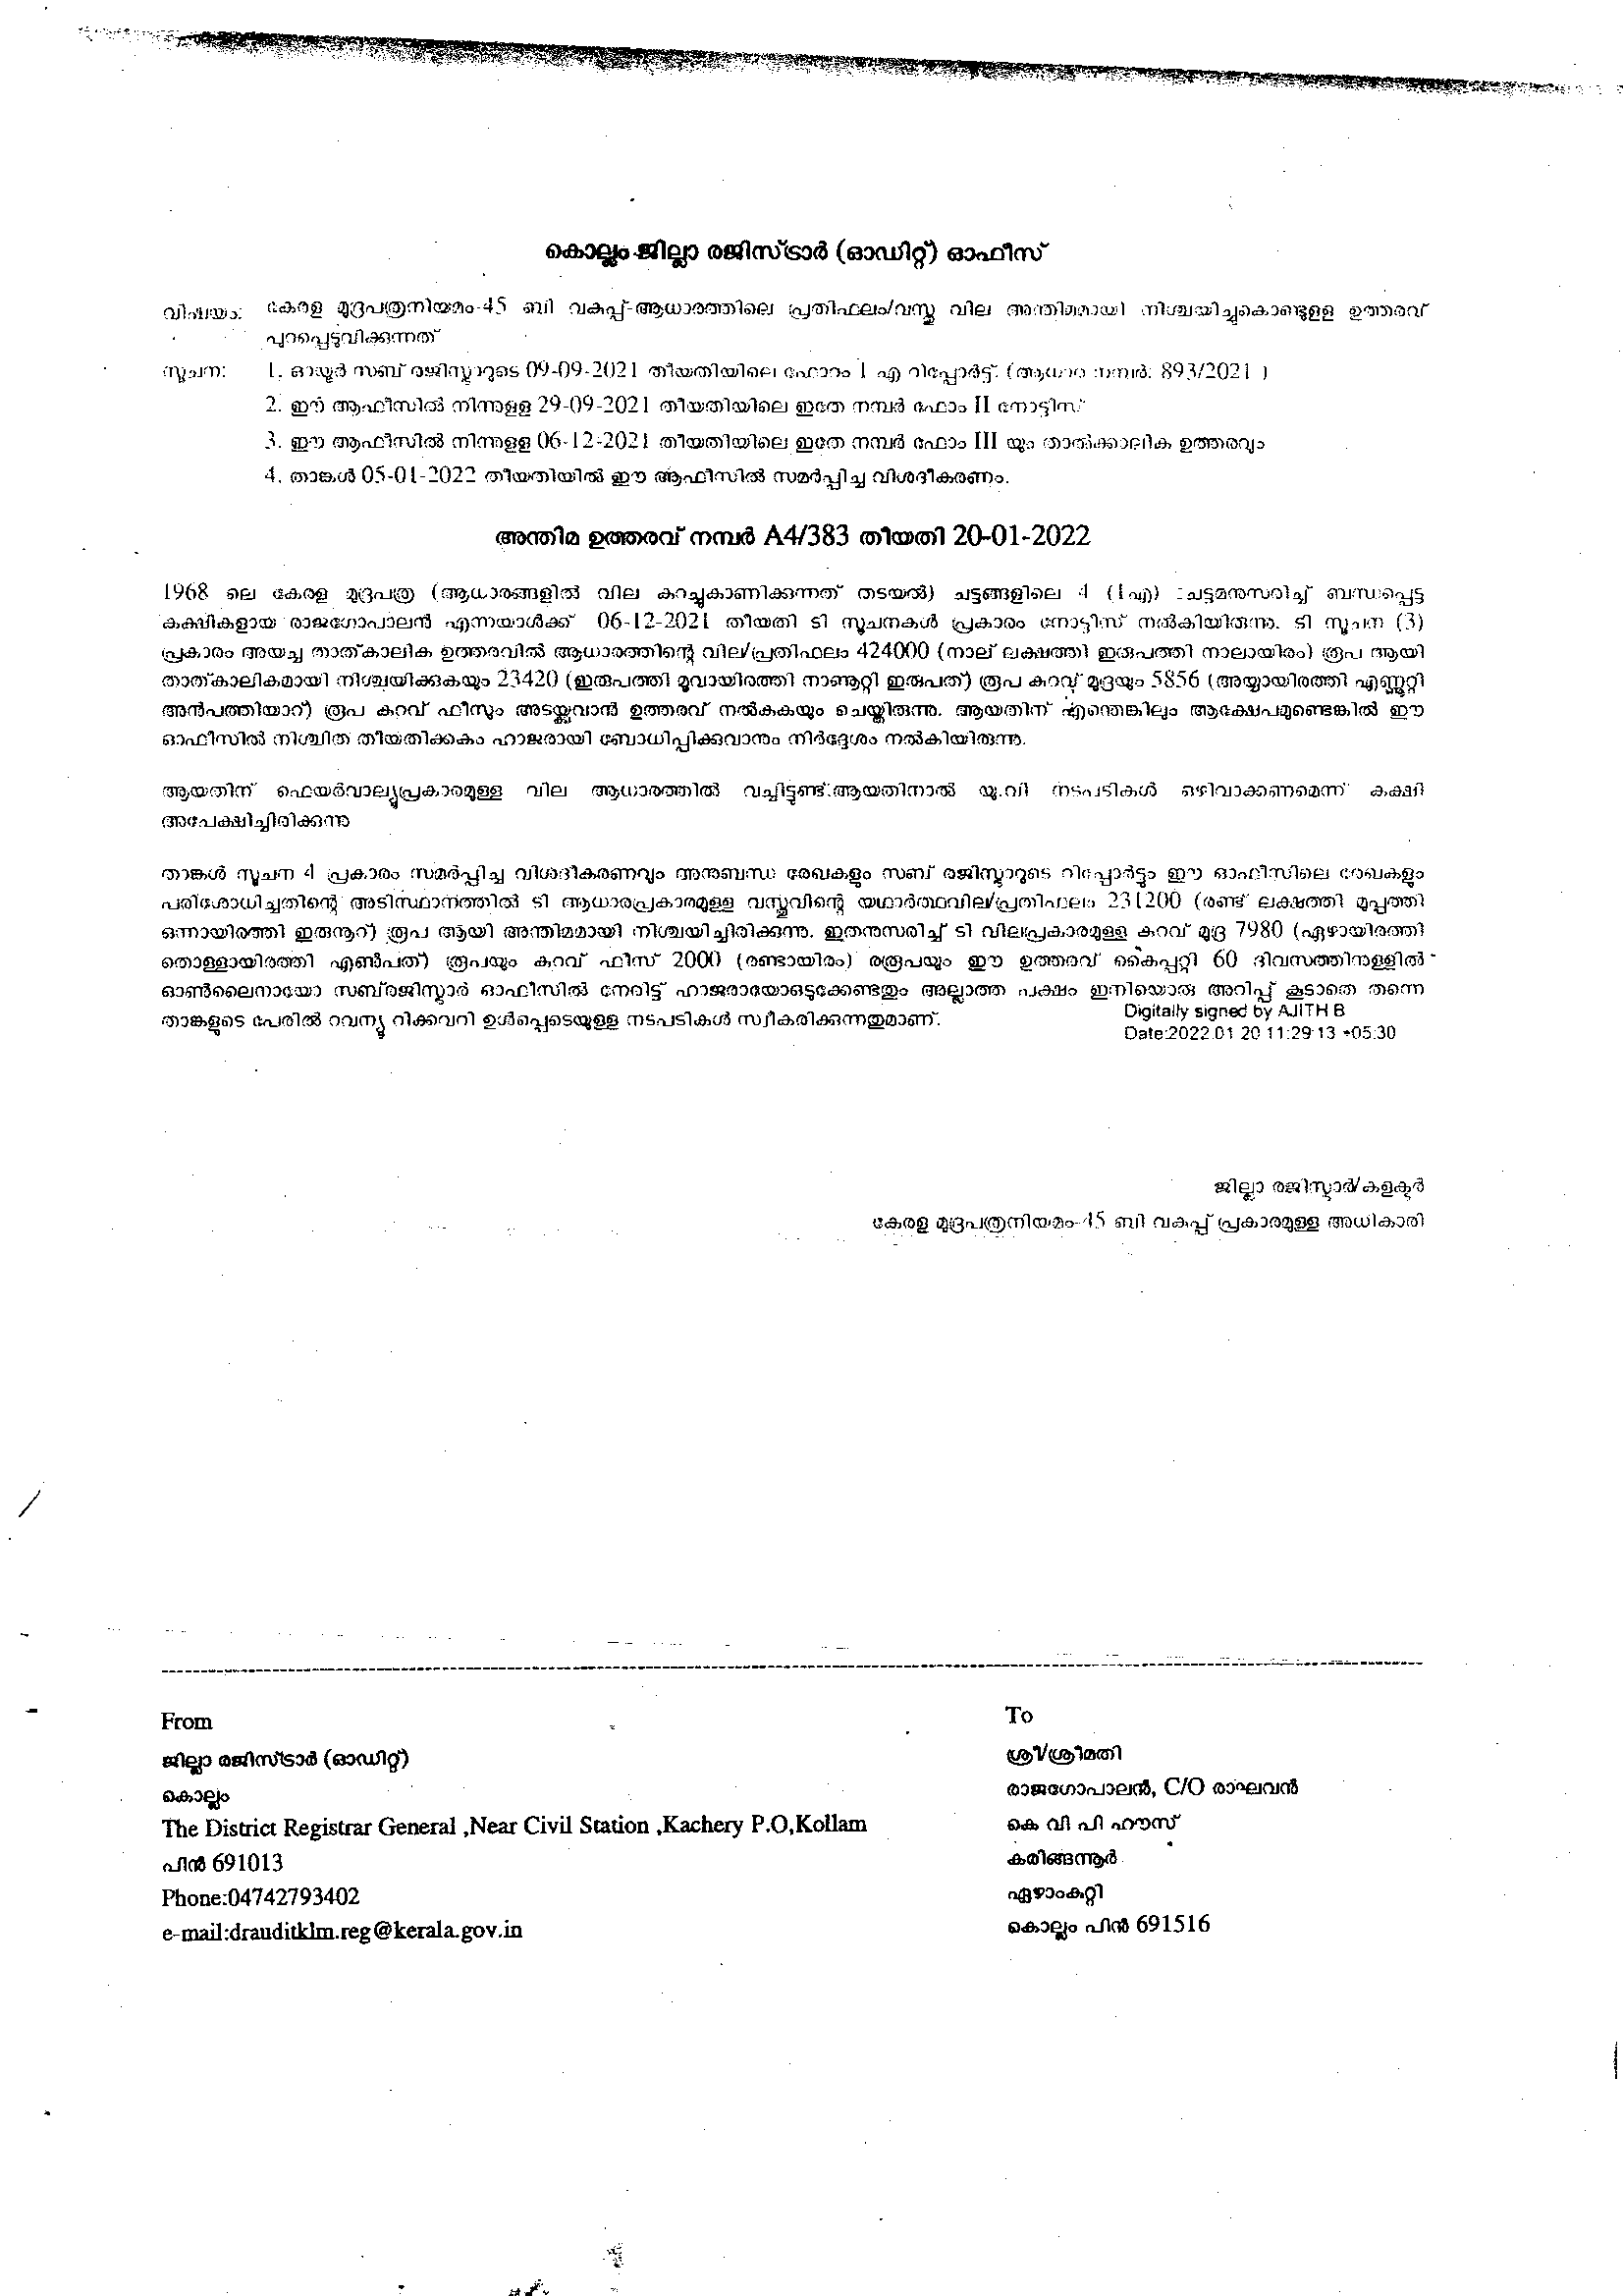 കൊല്ലം ജില്ലാ രജിസ്ട്രാർ (ഓഡിറ്റ്) ഓഫീസ്
വിഷയം: കേരള മുദ്രപത്രനിയമം-45 ബി വകുപ്പ്-ആധാരത്തിലെ പ്രതിഫലം/വസ്തു വില അന്തിമമായി നിശ്ചയിച്ചുകൊണ്ടുളള ഉത്തരവ്
പുറപ്പെടുവിക്കുന്നത്
സൂചന: 1. ഓയൂർ സബ് രജിസ്ട്രാറുടെ 09-09-2021 തീയതിയിലെ ഫോറം 1 എ റിപ്പോർട്ട്. (ആധാര നമ്പർ: 893/2021 )
2. ഈ ആഫീസിൽ നിന്നുളള 29-09-2021 തീയതിയിലെ ഇതേ നമ്പർ ഫോം II നോട്ടീസ്
3. ഈ ആഫീസിൽ നിന്നുളള 06-12-2021 തീയതിയിലെ ഇതേ നമ്പർ ഫോം III യും താൽക്കാലിക ഉത്തരവും
4. താങ്കൾ 05-01-2022 തീയതിയിൽ ഈ ആഫീസിൽ സമർപ്പിച്ച വിശദീകരണം.
അന്തിമ ഉത്തരവ് നമ്പർ A4/383 തീയതി 20-01-2022
1968 ലെ കേരള മുദ്രപത്ര (ആധാരങ്ങളിൽ വില കുറച്ചുകാണിക്കുന്നത് തടയൽ) ചട്ടങ്ങളിലെ 4 (1എ) ചട്ടമനുസരിച്ച് ബന്ധപ്പെട്ട
കക്ഷികളായ രാജഗോപാലൻ എന്നയാൾക്ക് 06-12-2021 തീയതി ടി സൂചനകൾ പ്രകാരം നോട്ടീസ് നൽകിയിരുന്നു. ടി സൂചന (3)
പ്രകാരം അയച്ച താത്കാലിക ഉത്തരവിൽ ആധാരത്തിന്റെ വില/പ്രതിഫലം 424000 (നാല് ലക്ഷത്തി ഇരുപത്തി നാലായിരം) രൂപ ആയി
താത്കാലികമായി നിശ്ചയിക്കുകയും 23420 (ഇരുപത്തി മൂവായിരത്തി നാണൂറ്റി ഇരുപത്) രൂപ കുറവ് മുദ്രയും 5856 (അയ്യായിരത്തി എണ്ണൂറ്റി
അൻപത്തിയാറ്) രൂപ കുറവ് ഫീസും അടയ്ക്കുവാൻ ഉത്തരവ് നൽകുകയും ചെയ്തിരുന്നു. ആയതിന് എന്തെങ്കിലും ആക്ഷേപമുണ്ടെങ്കിൽ ഈ
ഓഫീസിൽ നിശ്ചിത തീയതിക്കകം ഹാജരായി ബോധിപ്പിക്കുവാനും നിർദ്ദേശം നൽകിയിരുന്നു.
ആയതിന് ഫെയർവാല്യൂപ്രകാരമുള്ള വില ആധാരത്തിൽ വച്ചിട്ടുണ്ട്.ആയതിനാൽ യു.വി നടപടികൾ ഒഴിവാക്കണമെന്ന് കക്ഷി
അപേക്ഷിച്ചിരിക്കുന്നു
താങ്കൾ സൂചന 4 പ്രകാരം സമർപ്പിച്ച വിശദീകരണവും അനുബന്ധ രേഖകളും സബ് രജിസ്ട്രാറുടെ റിപ്പോർട്ടും ഈ ഓഫീസിലെ രേഖകളും
പരിശോധിച്ചതിന്റെ അടിസ്ഥാനത്തിൽ ടി ആധാരപ്രകാരമുള്ള വസ്തുവിന്റെ യഥാർത്ഥവില/പ്രതിഫലം 231200 (രണ്ട് ലക്ഷത്തി മുപ്പത്തി
ഒന്നായിരത്തി ഇരുനൂറ്) രൂപ ആയി അന്തിമമായി നിശ്ചയിച്ചിരിക്കുന്നു. ഇതനുസരിച്ച് ടി വിലപ്രകാരമുള്ള കുറവ് മുദ്ര 7980 (ഏഴായിരത്തി
തൊള്ളായിരത്തി എൺപത്) രൂപയും കുറവ് ഫീസ് 2000 (രണ്ടായിരം) രൂപയും ഈ ഉത്തരവ് കൈപ്പറ്റി 60 ദിവസത്തിനുള്ളിൽ
ഓൺലൈനായോ സബ്രജിസ്ട്രാർ ഓഫീസിൽ നേരിട്ട് ഹാജരായോഒടുക്കേണ്ടതും അല്ലാത്ത പക്ഷം ഇനിയൊരു അറിപ്പ് കൂടാതെ തന്നെ
താങ്കളുടെ പേരിൽ റവന്യൂ റിക്കവറി ഉൾപ്പെടെയുള്ള നടപടികൾ സ്വീകരിക്കുന്നതുമാണ്.
Digitally signed by AJITH B
Date:2022.01.20 11:29:13 +05:30
ജില്ലാ രജിസ്ട്രാർ/കളക്ടർ
കേരള മുദ്രപത്രനിയമം-45 ബി വകുപ്പ് പ്രകാരമുള്ള അധികാരി
From
ജില്ലാ രജിസ്ട്രാർ (ഓഡിറ്റ്)
കൊല്ലം
The District Registrar General ,Near Civil Station ,Kachery P.O,Kollam
പിൻ 691013
Phone:04742793402
e-mail:drauditklm.reg@kerala.gov.in
To
ശ്രീ/ശ്രീമതി
രാജഗോപാലൻ, C/O രാഘവൻ
കെ വി പി ഹൗസ്
കരിങ്ങന്നൂർ
ഏഴാംകുറ്റി
കൊല്ലം പിൻ 691516